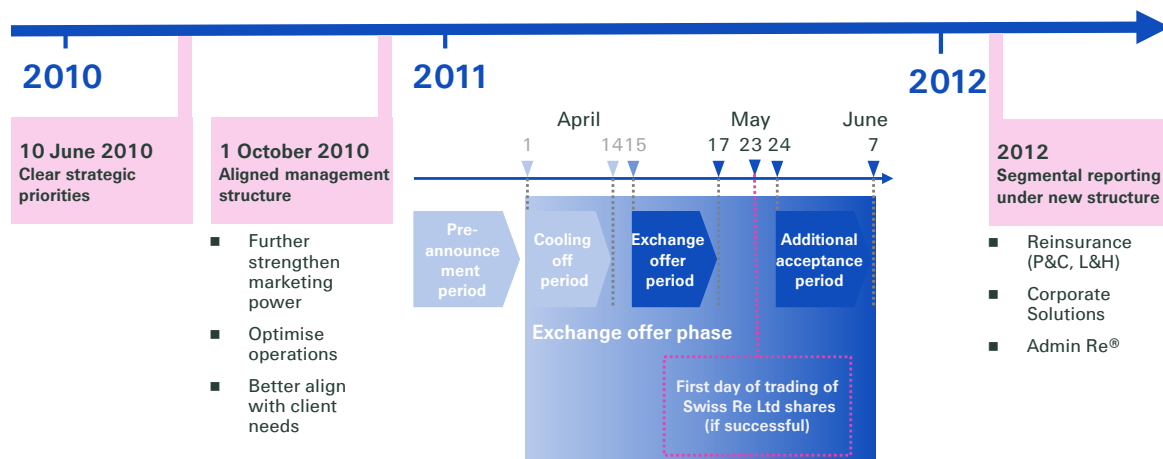 2010
2011
2012
10 June 2010
Clear strategic
priorities
1 October 2010
Aligned management
structure
■ Further
strengthen
marketing
power
■ Optimise
operations
■ Better align
with client
needs
April
May
June
1
14
15
17
23
24
7
Pre-
announce
ment
period
Cooling
off
period
Exchange
offer
period
Additional
acceptance
period
Exchange offer phase
First day of trading of
Swiss Re Ltd shares
(if successful)
2012
Segmental reporting
under new structure
■ Reinsurance
(P&C, L&H)
■ Corporate
Solutions
■ Admin Re®